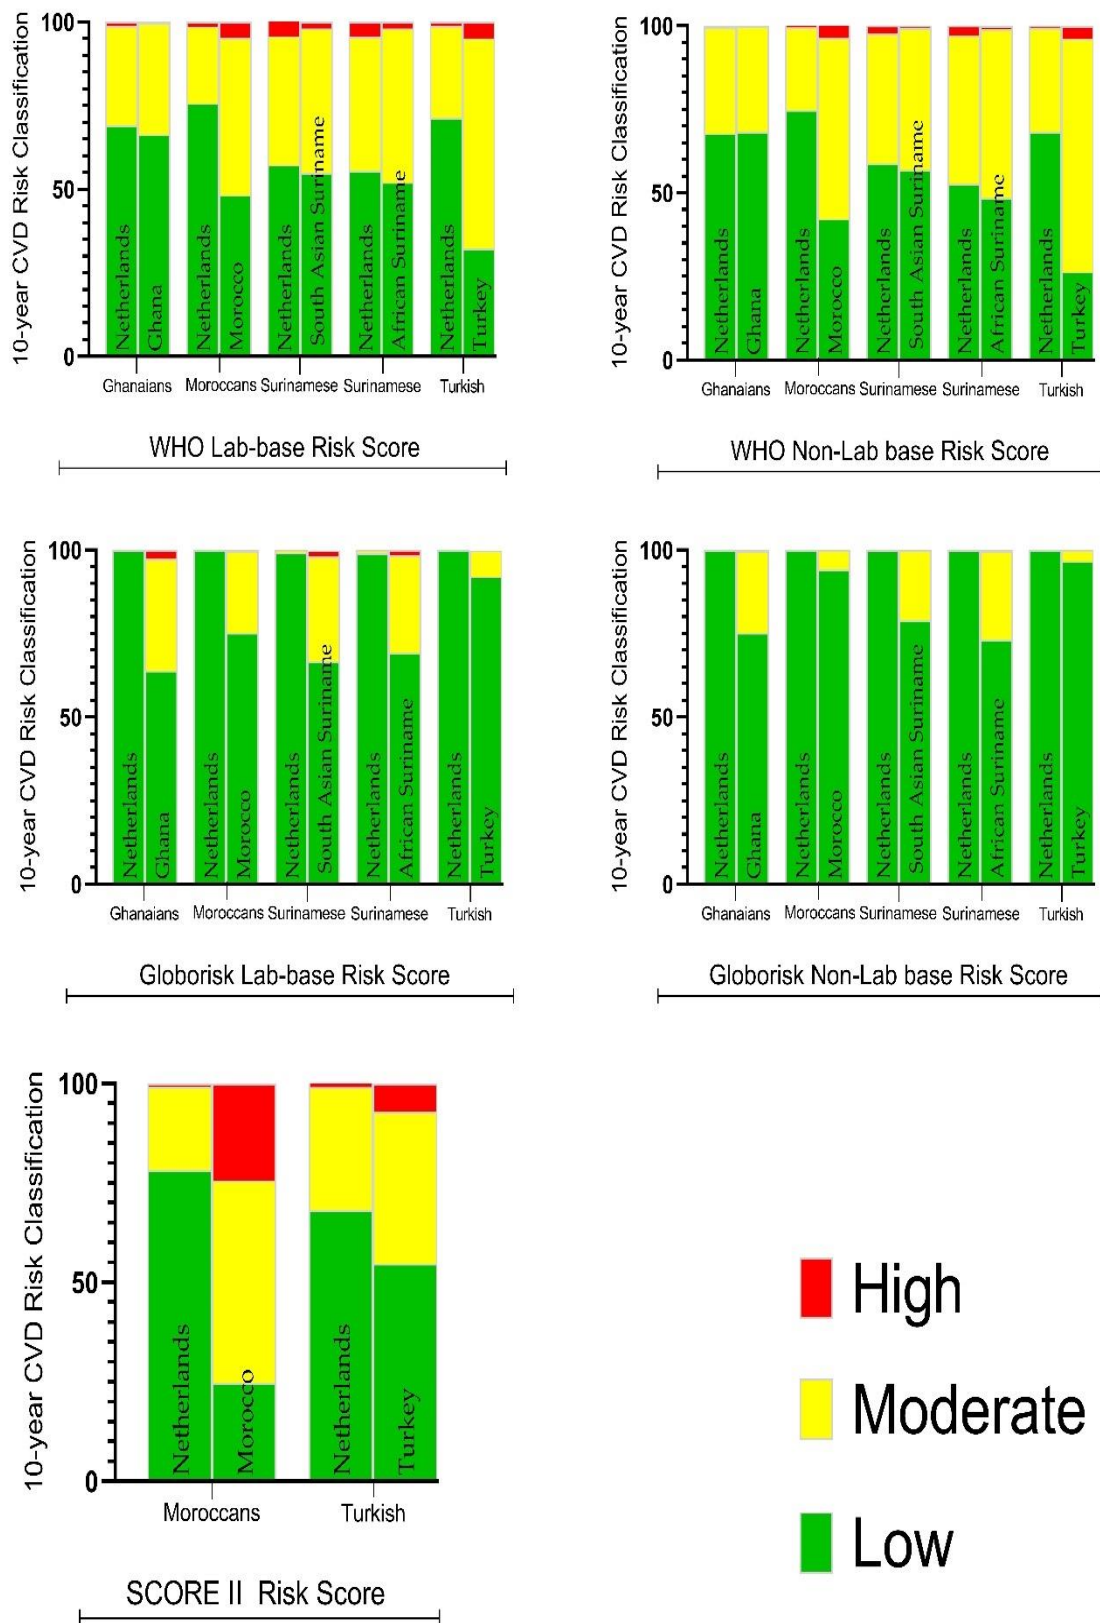 10-year CVD Risk Classification
100
50
0
Netherlands
Ghana
Netherlands
Morocco
Netherlands
South Asian Suriname
Netherlands
African Suriname
Netherlands
Turkey
Ghanaians Moroccans Surinamese Surinamese Turkish
WHO Lab-base Risk Score
10-year CVD Risk Classification
100
50
0
Netherlands
Ghana
Netherlands
Morocco
Netherlands
South Asian Suriname
Netherlands
African Suriname
Netherlands
Turkey
Ghanaians Moroccans Surinamese Surinamese Turkish
WHO Non-Lab base Risk Score
10-year CVD Risk Classification
100
50
0
Netherlands
Ghana
Netherlands
Morocco
Netherlands
South Asian Suriname
Netherlands
African Suriname
Netherlands
Turkey
Ghanaians Moroccans Surinamese Surinamese Turkish
Globorisk Lab-base Risk Score
10-year CVD Risk Classification
100
50
0
Netherlands
Ghana
Netherlands
Morocco
Netherlands
South Asian Suriname
Netherlands
African Suriname
Netherlands
Turkey
Ghanaians Moroccans Surinamese Surinamese Turkish
Globorisk Non-Lab base Risk Score
10-year CVD Risk Classification
100
50
0
Netherlands
Morocco
Netherlands
Turkey
Moroccans Turkish
SCORE II Risk Score
High
Moderate
Low